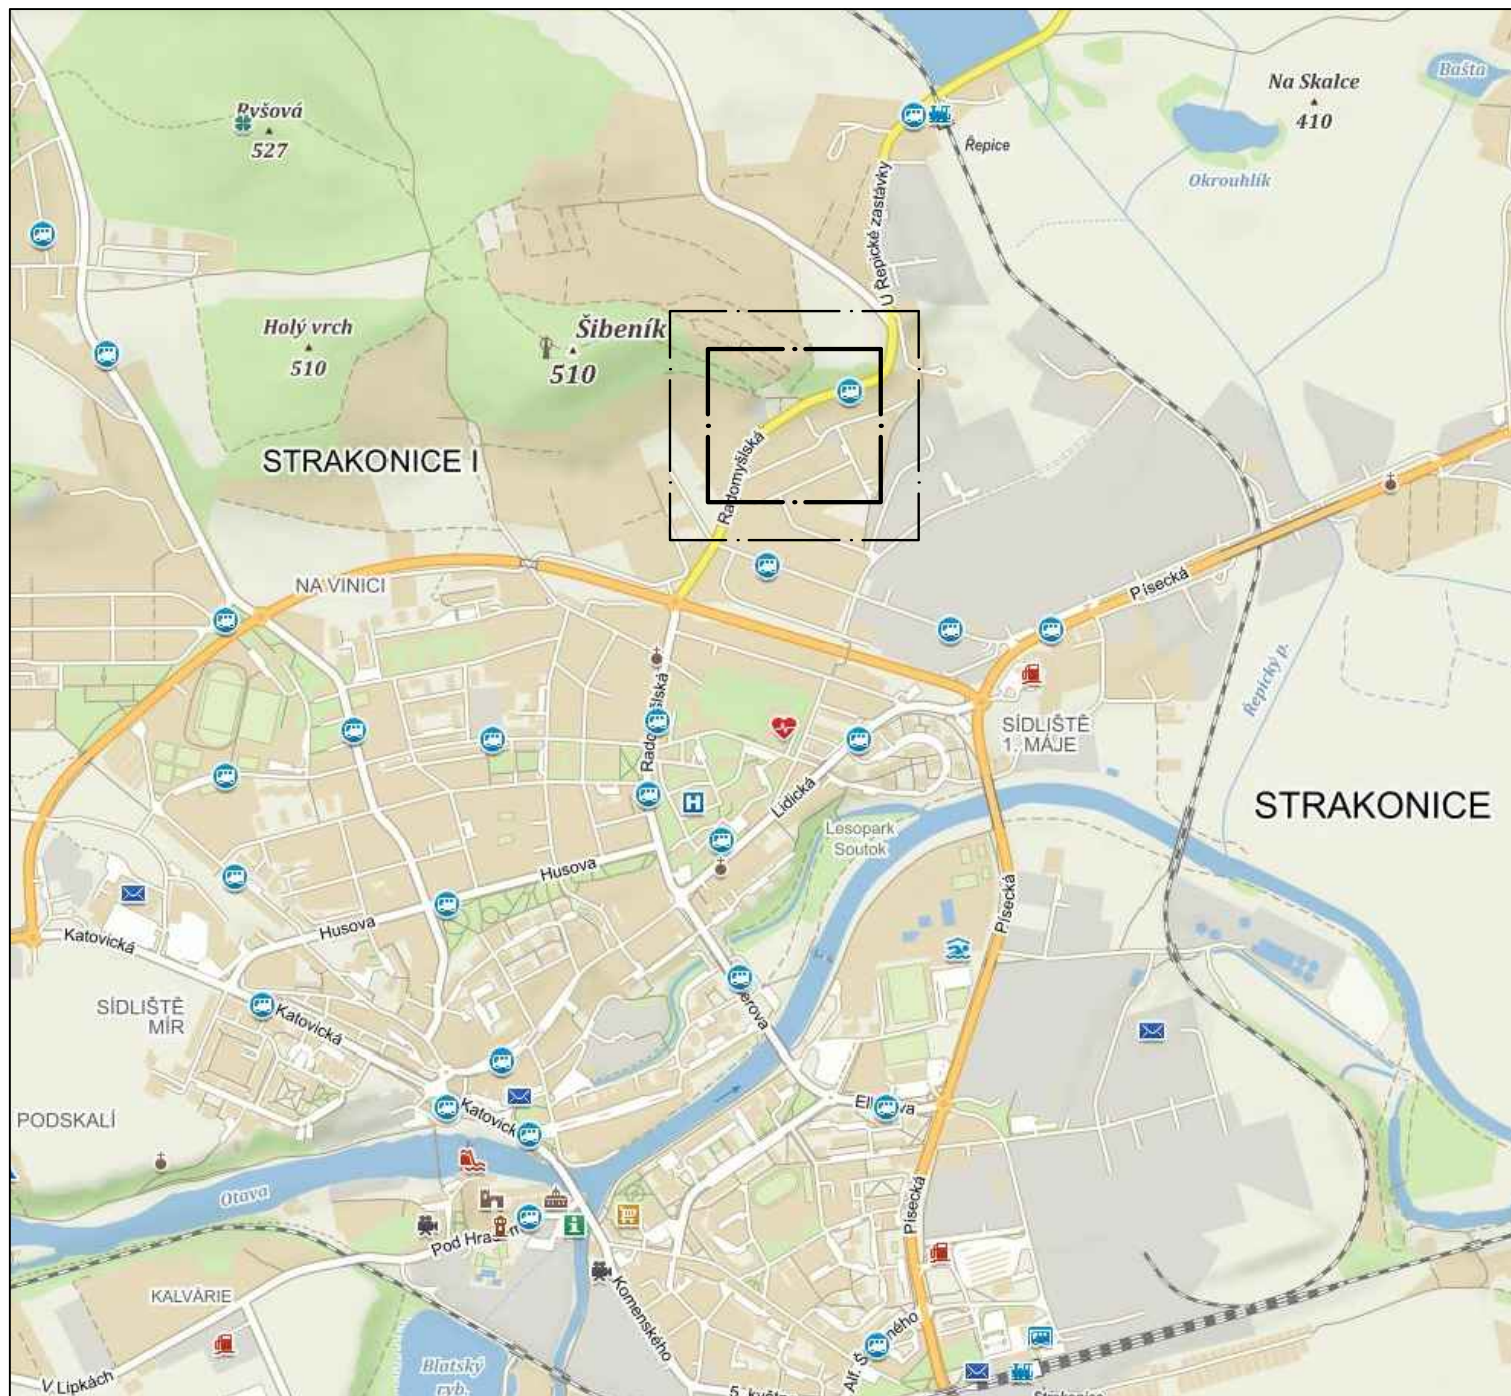 Ryšová
527
Na Skalce
410
Bašta
Řepice
Okrouhlík
U Řepické zastávky
Holý vrch
510
Šibeník
510
STRAKONICE I
Radomyšlská
NA VINICI
Písecká
Řepický p.
SÍDLIŠTĚ
1. MÁJE
STRAKONICE
Lidická
Lesopark
Soutok
Husova
Husova
Písecká
Katovická
SÍDLIŠTĚ
MÍR
Katovická
PODSKALÍ
Otava
Písecká
KALVÁRIE
Komenského
V Lipkách
Blatský
ryb.
Strakonice